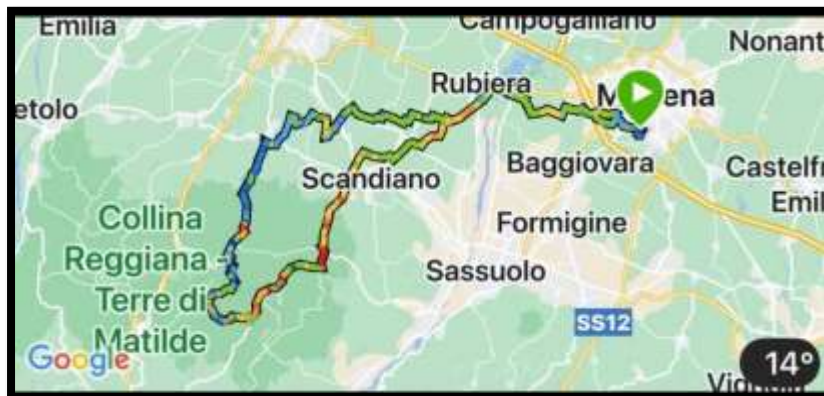 Emilia
Campogalliano
Nonant
etolo
Rubiera
M ena
Baggiovara
Castelfr
Emil
Scandiano
Collina
Reggiana -
Terre di
Matilde
Formigine
Sassuolo
SS12
Google
14°